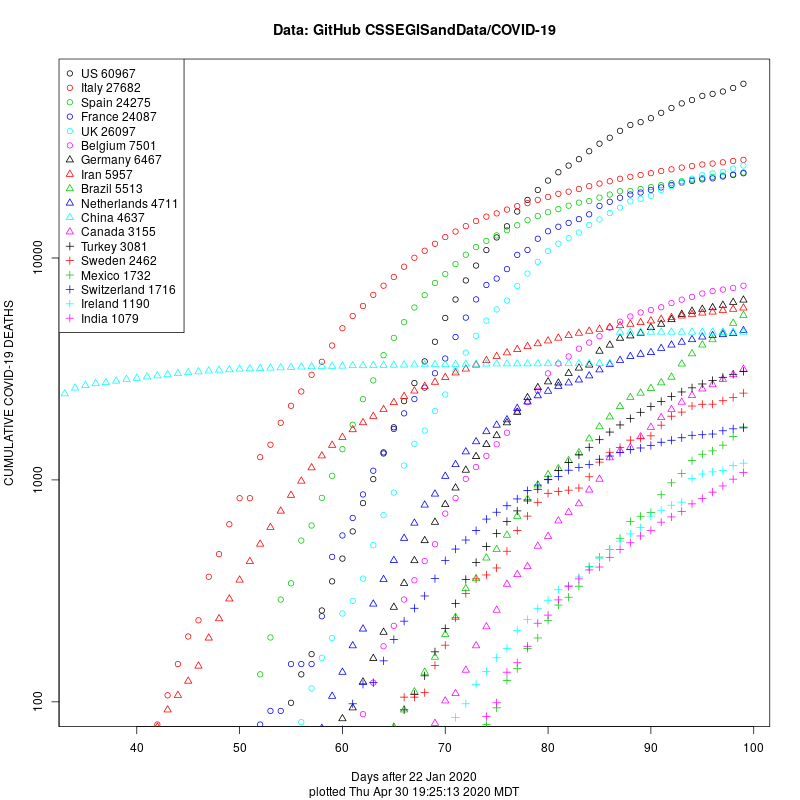 Data: GitHub CSSEGISandData/COVID-19
US 60967
Italy 27682
Spain 24275
France 24087
UK 26097
Belgium 7501
Germany 6467
Iran 5957
Brazil 5513
Netherlands 4711
China 4637
Canada 3155
Turkey 3081
Sweden 2462
Mexico 1732
Switzerland 1716
Ireland 1190
India 1079
CUMULATIVE COVID-19 DEATHS
10000
1000
100
40 50 60 70 80 90 100
Days after 22 Jan 2020
plotted Thu Apr 30 19:25:13 2020 MDT